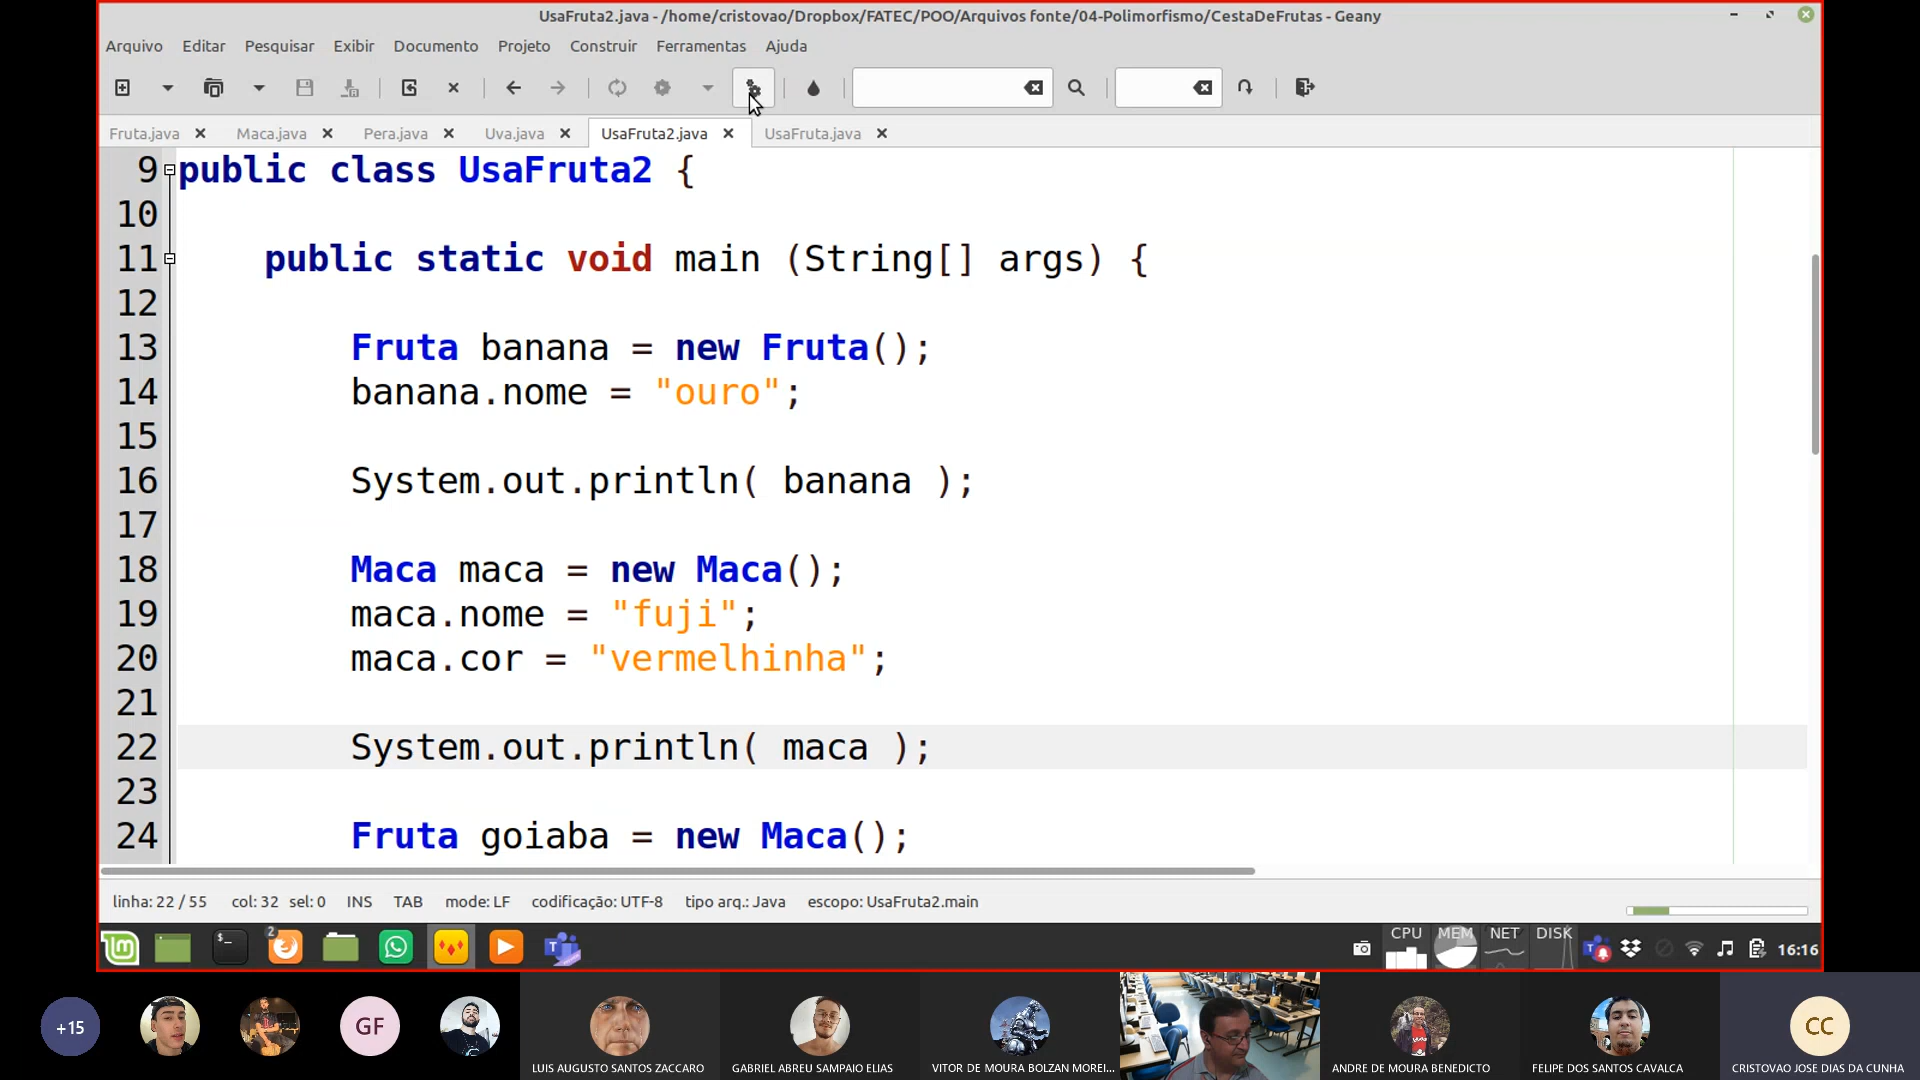 UsaFruta2.java - /home/cristovao/Dropbox/FATEC/POO/Arquivos fonte/04-Polimorfismo/CestaDeFrutas - Geany
Arquivo Editar Pesquisar Exibir Documento Projeto Construir Ferramentas Ajuda
Fruta.java Maca.java Pera.java Uva.java UsaFruta2.java UsaFruta.java
9 public class UsaFruta2 {
10
11 public static void main (String[] args) {
12
13 Fruta banana = new Fruta();
14 banana.nome = "ouro";
15
16 System.out.println( banana );
17
18 Maca maca = new Maca();
19 maca.nome = "fuji";
20 maca.cor = "vermelhinha";
21
22 System.out.println( maca );
23
24 Fruta goiaba = new Maca();
linha: 22 / 55 col: 32 sel: 0 INS TAB mode: LF codificação: UTF-8 tipo arq.: Java escopo: UsaFruta2.main
2 CPU MEM NET DISK 16:16
+15 GF CC
LUIS AUGUSTO SANTOS ZACCARO GABRIEL ABREU SAMPAIO ELIAS VITOR DE MOURA BOLZAN MOREI... ANDRE DE MOURA BENEDICTO FELIPE DOS SANTOS CAVALCA CRISTOVAO JOSE DIAS DA CUNHA